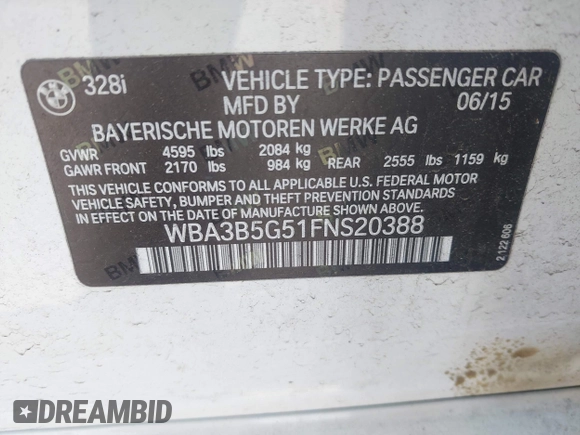 328i VEHICLE TYPE: PASSENGER CAR
MFD BY 06/15
BAYERISCHE MOTOREN WERKE AG
GVWR 4595 lbs 2084 kg
GAWR FRONT 2170 lbs 984 kg REAR 2555 lbs 1159 kg
THIS VEHICLE CONFORMS TO ALL APPLICABLE U.S. FEDERAL MOTOR
VEHICLE SAFETY, BUMPER AND THEFT PREVENTION STANDARDS IN
EFFECT ON THE DATE OF MANUFACTURE SHOWN ABOVE.
WBA3B5G51FNS20388
2 122 606
DREAMBID